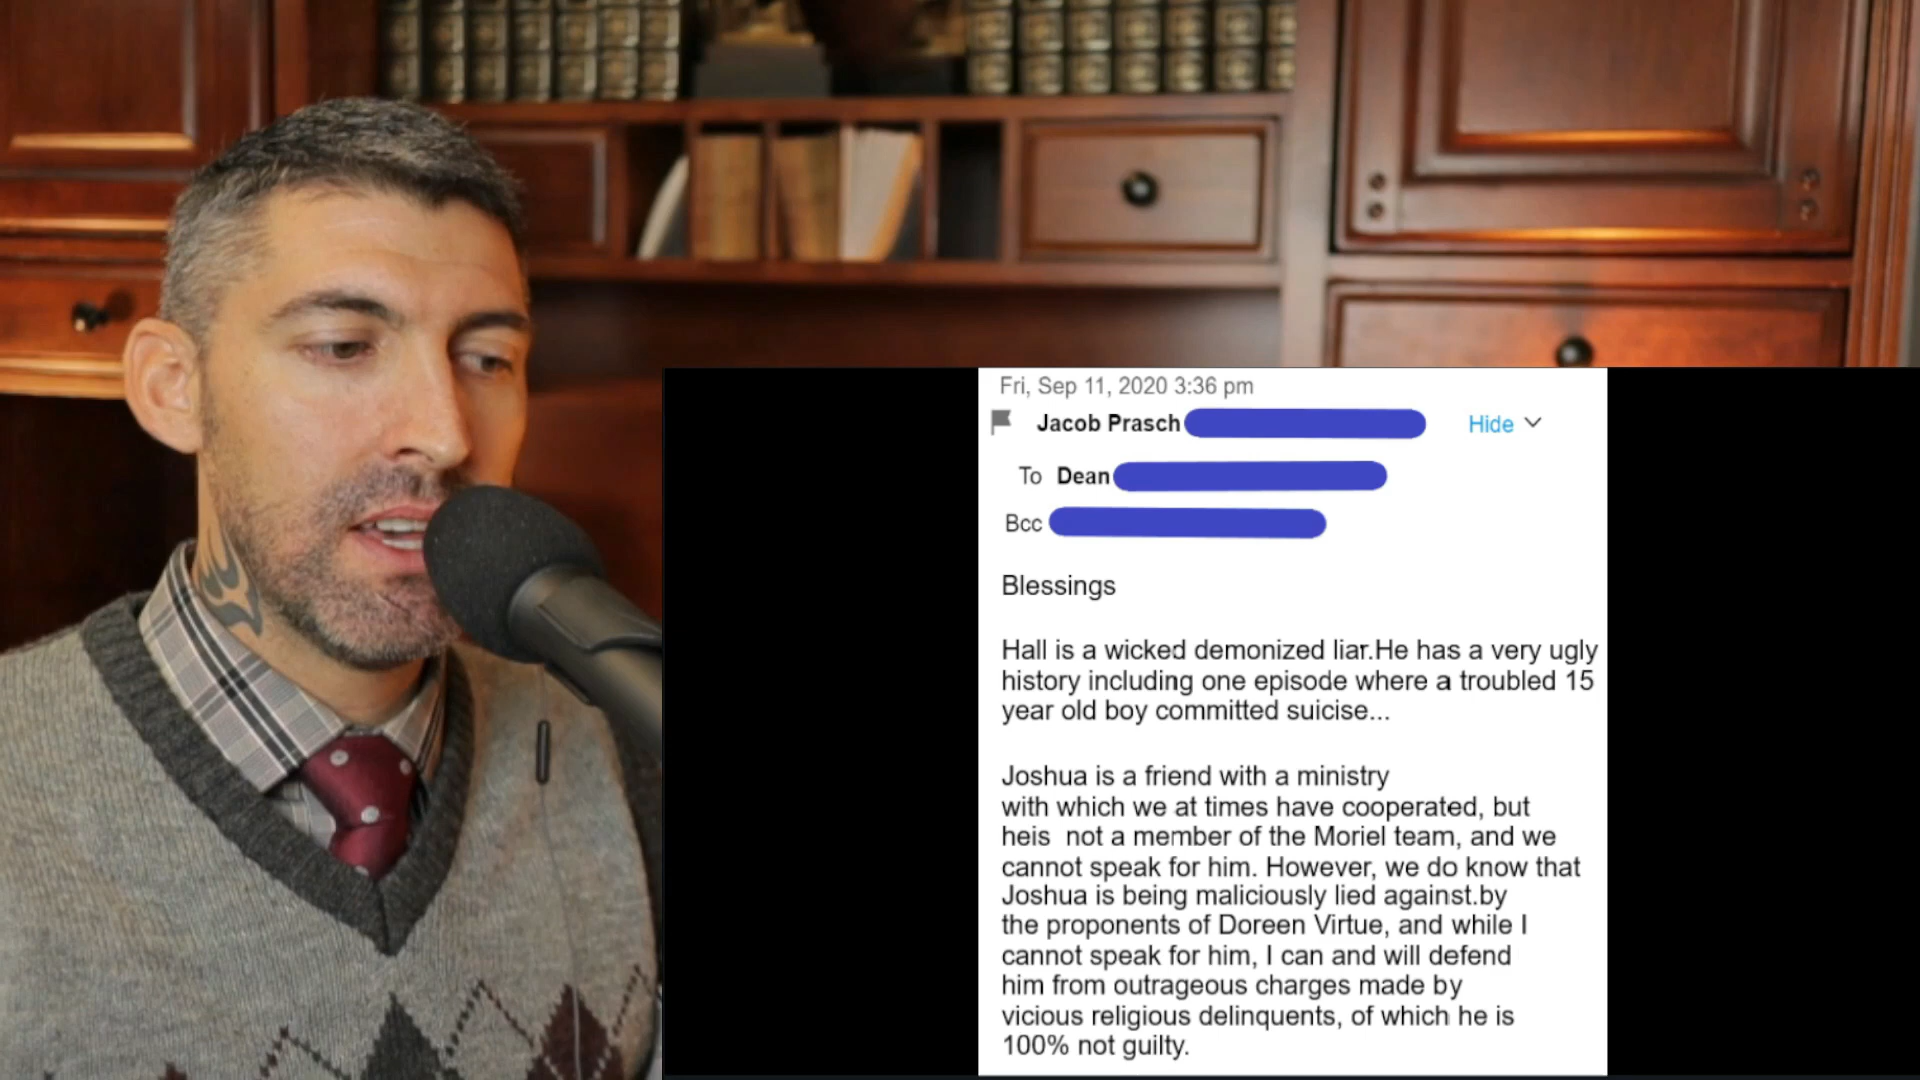 Fri, Sep 11, 2020 3:36 pm
Jacob Prasch
Hide
To Dean
Bcc
Blessings
Hall is a wicked demonized liar.He has a very ugly
history including one episode where a troubled 15
year old boy committed suicise...
Joshua is a friend with a ministry
with which we at times have cooperated, but
heis  not a member of the Moriel team, and we
cannot speak for him. However, we do know that
Joshua is being maliciously lied against.by
the proponents of Doreen Virtue, and while I
cannot speak for him, I can and will defend
him from outrageous charges made by
vicious religious delinquents, of which he is
100% not guilty.